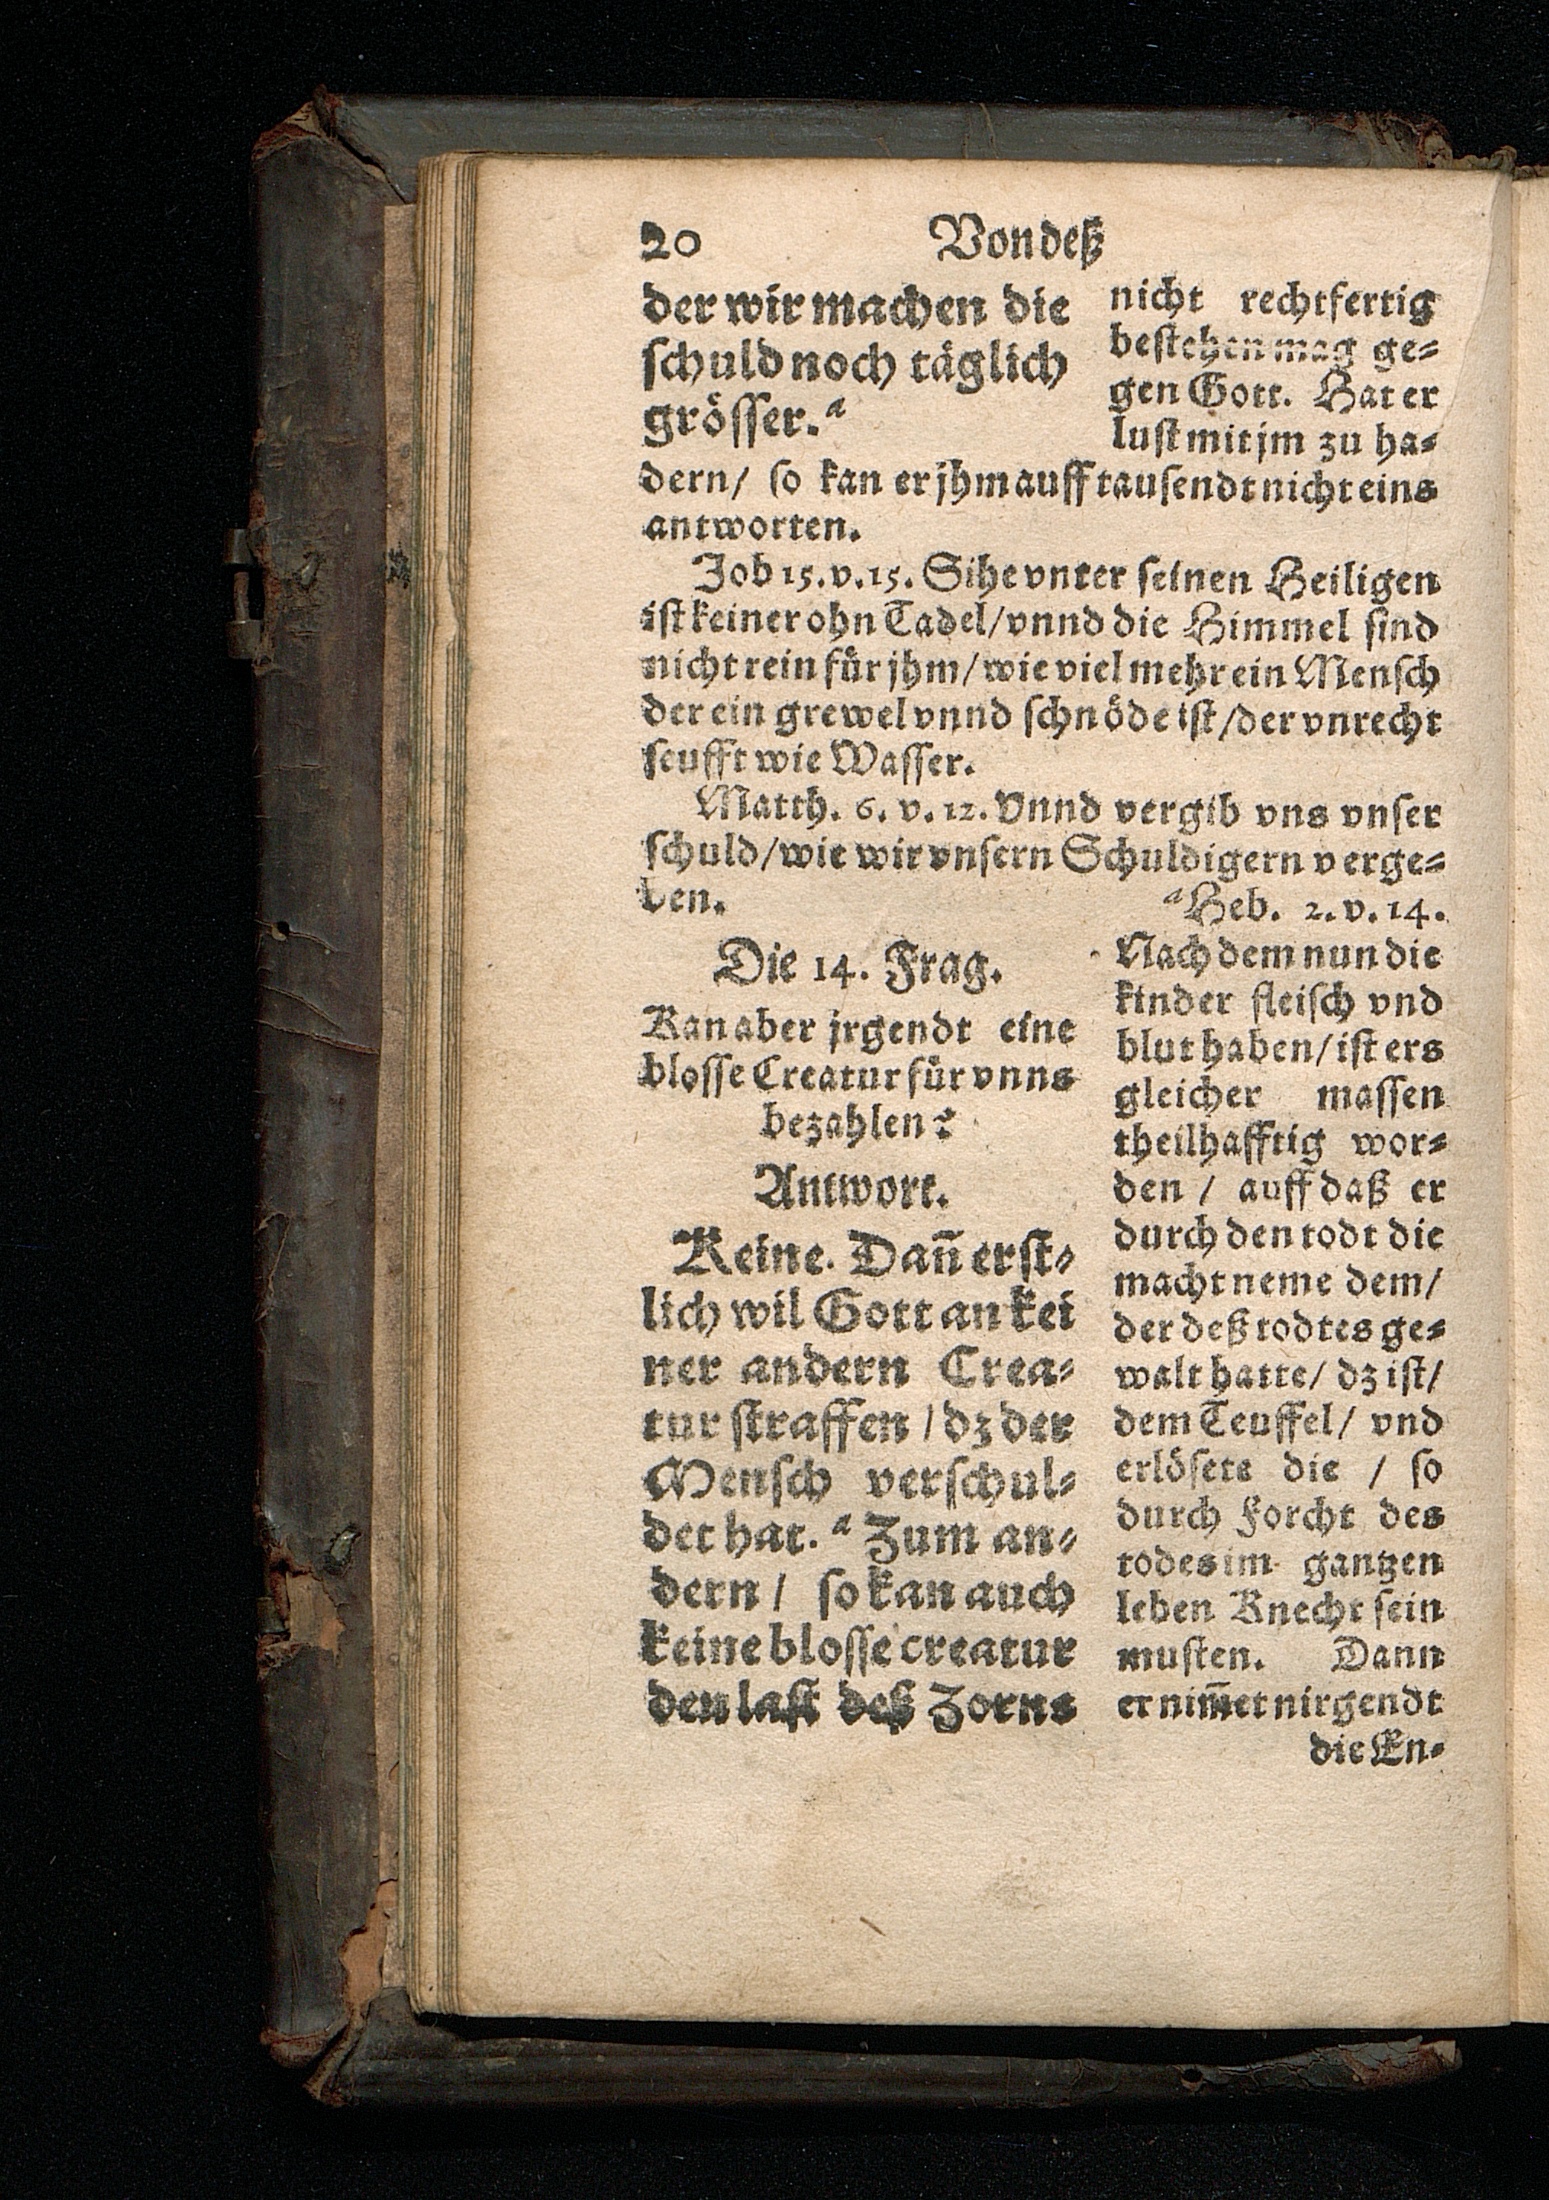 20 Von deß
der wir machen die
schuld noch täglich
grösser. a
nicht rechtfertig
bestehen mag ge-
gen Gott. Hat er
lust mit jm zu ha-
dern/ so kan er jhm auff tausendt nicht eins
antworten.
Job 15. v. 15. Sihe vnter seinen Heiligen
ist keiner ohn Tadel/ vnnd die Himmel sind
nicht rein für jhm/ wie viel mehr ein Mensch
der ein grewel vnnd schnöde ist/ der vnrecht
seufft wie Wasser.
Matth. 6. v. 12. Vnnd vergib vns vnser
schuld/ wie wir vnsern Schuldigern verge-
ben.
Die 14. Frag.
Kan aber jrgendt eine
blosse Creatur für vnns
bezahlen?
Antwort.
Keine. Dañ erst-
lich wil Gott an kei
ner andern Crea-
tur straffen/ dz der
Mensch verschul-
det hat. a Zum an-
dern/ so kan auch
keine blosse creatur
den last deß Zorns
a Heb. 2. v. 14.
Nach dem nun die
kinder fleisch vnd
blut haben/ ist ers
gleicher massen
theilhafftig wor-
den/ auff daß er
durch den todt die
macht neme dem/
der deß todtes ge-
walt hatte/ dz ist/
dem Teuffel/ vnd
erlösete die / so
durch Forcht des
todes im gantzen
leben Knecht sein
musten. Dann
er nim̃et nirgendt
die En-